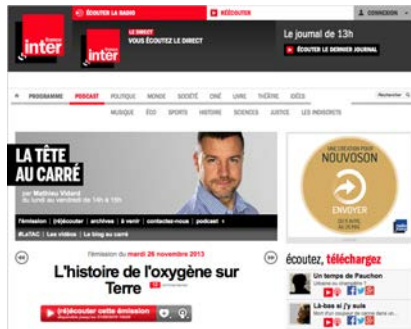 france
inter
ÉCOUTER LA RADIO
RÉÉCOUTER
CONNEXION
france
inter
LE DIRECT
VOUS ÉCOUTEZ LE DIRECT
Le journal de 13h
ÉCOUTER LE DERNIER JOURNAL
PROGRAMME PODCAST POLITIQUE MONDE SOCIÉTÉ CINÉ LIVRE THÉÂTRE IDÉES
Rechercher
MUSIQUE ÉCO SPORTS HISTOIRE SCIENCES JUSTICE LES INDISCRETS
LA TÊTE
AU CARRÉ
par Mathieu Vidard
du lundi au vendredi de 14h à 15h
l'émission | (ré)écouter | archives | à venir | contactez-nous | podcast
#LaTAC | Les vidéos | Le blog au carré
UNE CRÉATION POUR
NOUVOSON
ENVOYER
l'émission du mardi 26 novembre 2013
L'histoire de l'oxygène sur
Terre
(ré)écouter cette émission
écoutez, téléchargez
Un temps de Pauchon
Là-bas si j'y suis